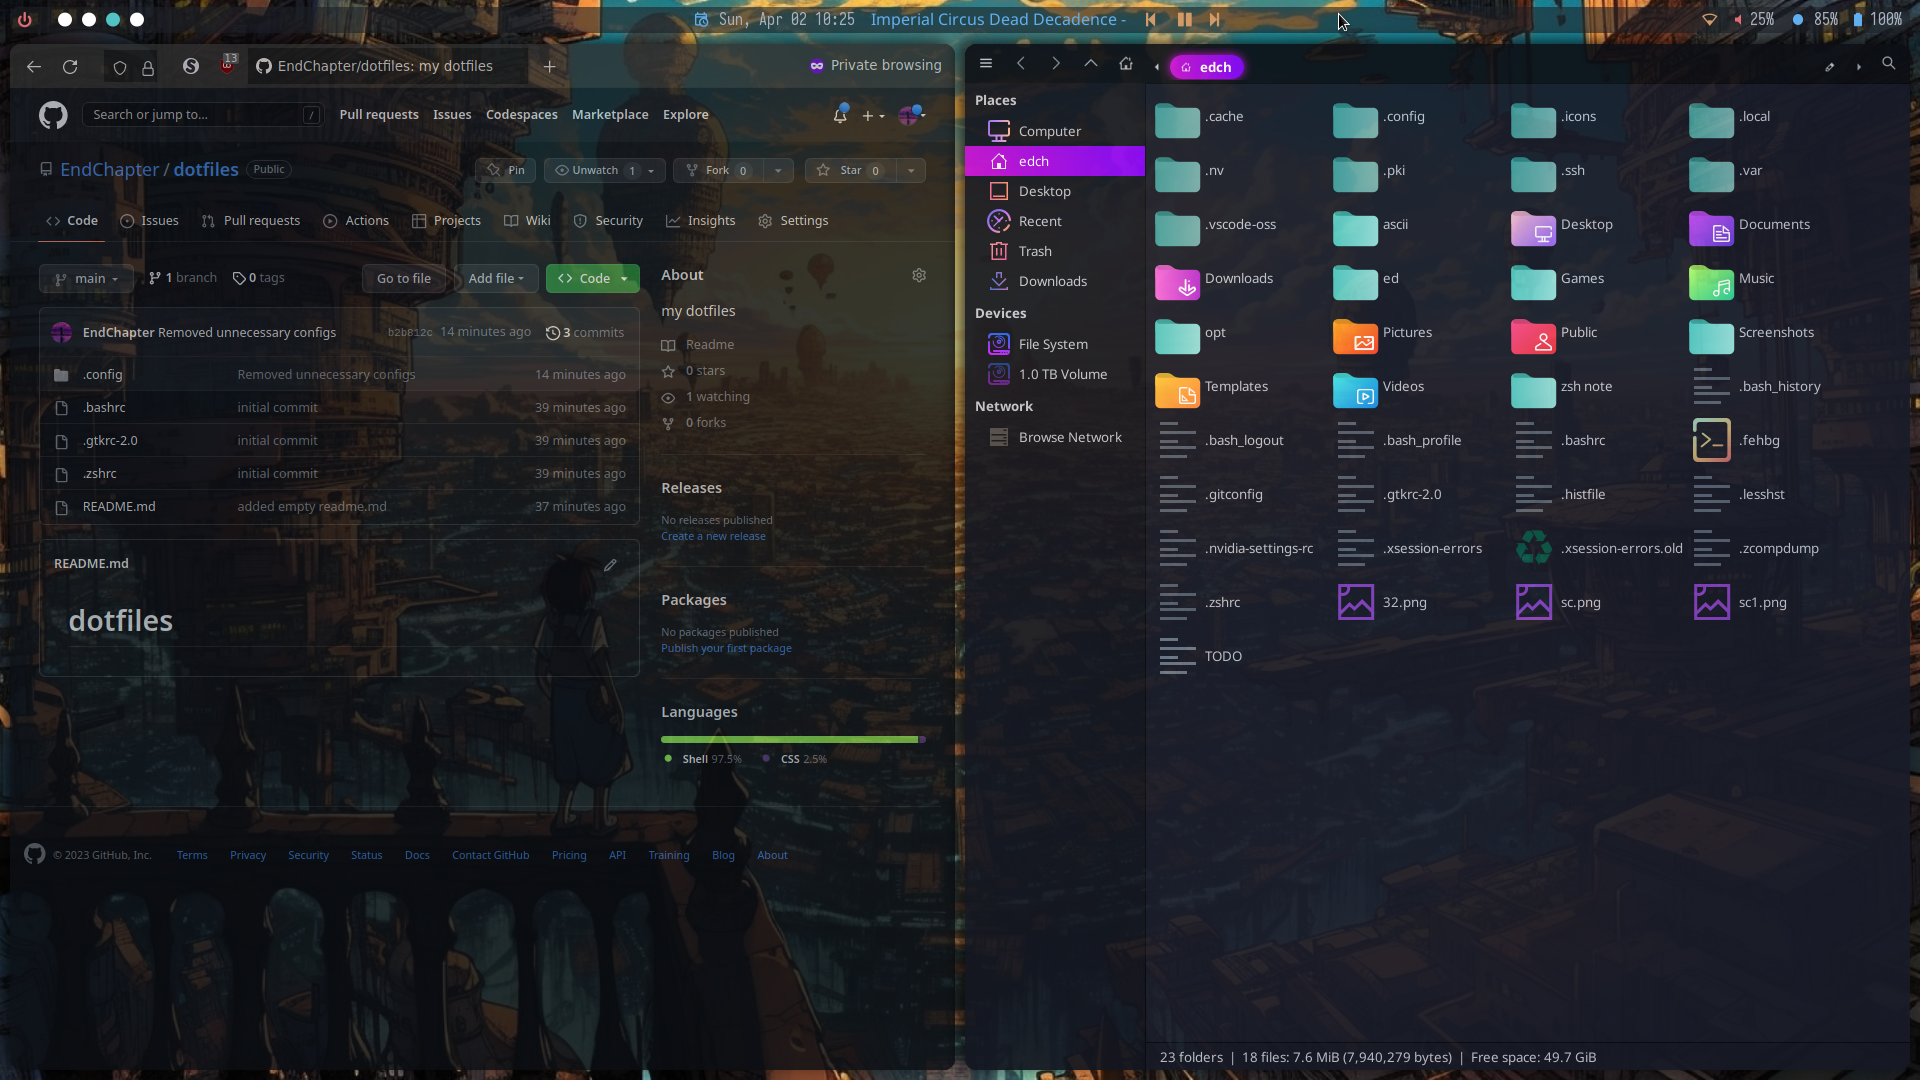 Sun, Apr 02 10:25 Imperial Circus Dead Decadence -
25% 85% 100%
13 EndChapter/dotfiles: my dotfiles Private browsing
Search or jump to... / Pull requests Issues Codespaces Marketplace Explore
EndChapter / dotfiles Public Pin Unwatch 1 Fork 0 Star 0
Code Issues Pull requests Actions Projects Wiki Security Insights Settings
main 1 branch 0 tags Go to file Add file Code
EndChapter Removed unnecessary configs b2b812c 14 minutes ago 3 commits
.config Removed unnecessary configs 14 minutes ago
.bashrc initial commit 39 minutes ago
.gtkrc-2.0 initial commit 39 minutes ago
.zshrc initial commit 39 minutes ago
README.md added empty readme.md 37 minutes ago
README.md
dotfiles
About
my dotfiles
Readme
0 stars
1 watching
0 forks
Releases
No releases published
Create a new release
Packages
No packages published
Publish your first package
Languages
Shell 97.5% CSS 2.5%
© 2023 GitHub, Inc. Terms Privacy Security Status Docs Contact GitHub Pricing API Training Blog About
edch
Places
Computer
edch
Desktop
Recent
Trash
Downloads
Devices
File System
1.0 TB Volume
Network
Browse Network
.cache .config .icons .local
.nv .pki .ssh .var
.vscode-oss ascii Desktop Documents
Downloads ed Games Music
opt Pictures Public Screenshots
Templates Videos zsh note .bash_history
.bash_logout .bash_profile .bashrc .fehbg
.gitconfig .gtkrc-2.0 .histfile .lesshst
.nvidia-settings-rc .xsession-errors .xsession-errors.old .zcompdump
.zshrc 32.png sc.png sc1.png
TODO
23 folders | 18 files: 7.6 MiB (7,940,279 bytes) | Free space: 49.7 GiB